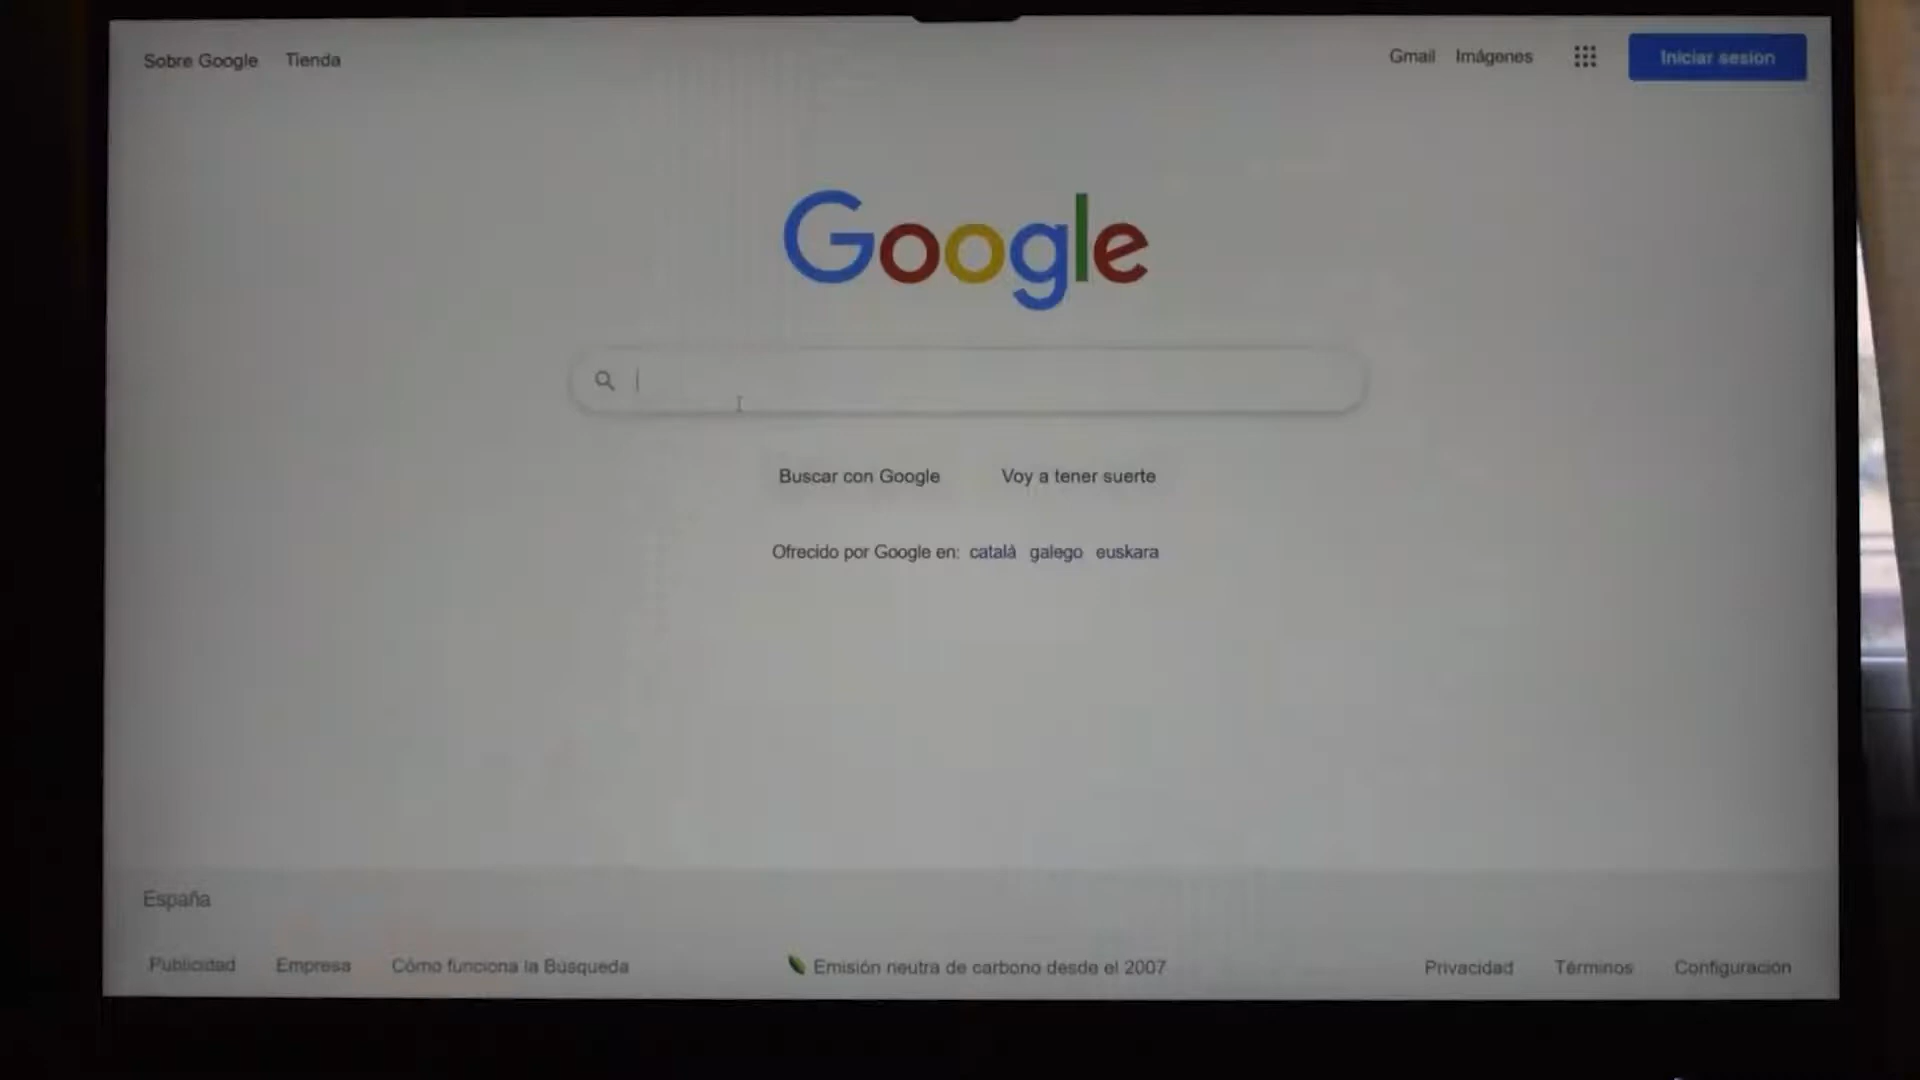 Sobre Google Tienda
Gmail Imágenes Iniciar sesión
Google
Buscar con Google Voy a tener suerte
Ofrecido por Google en: català galego euskara
España
Publicidad Empresa Cómo funciona la Búsqueda Emisión neutra de carbono desde el 2007 Privacidad Términos Configuración